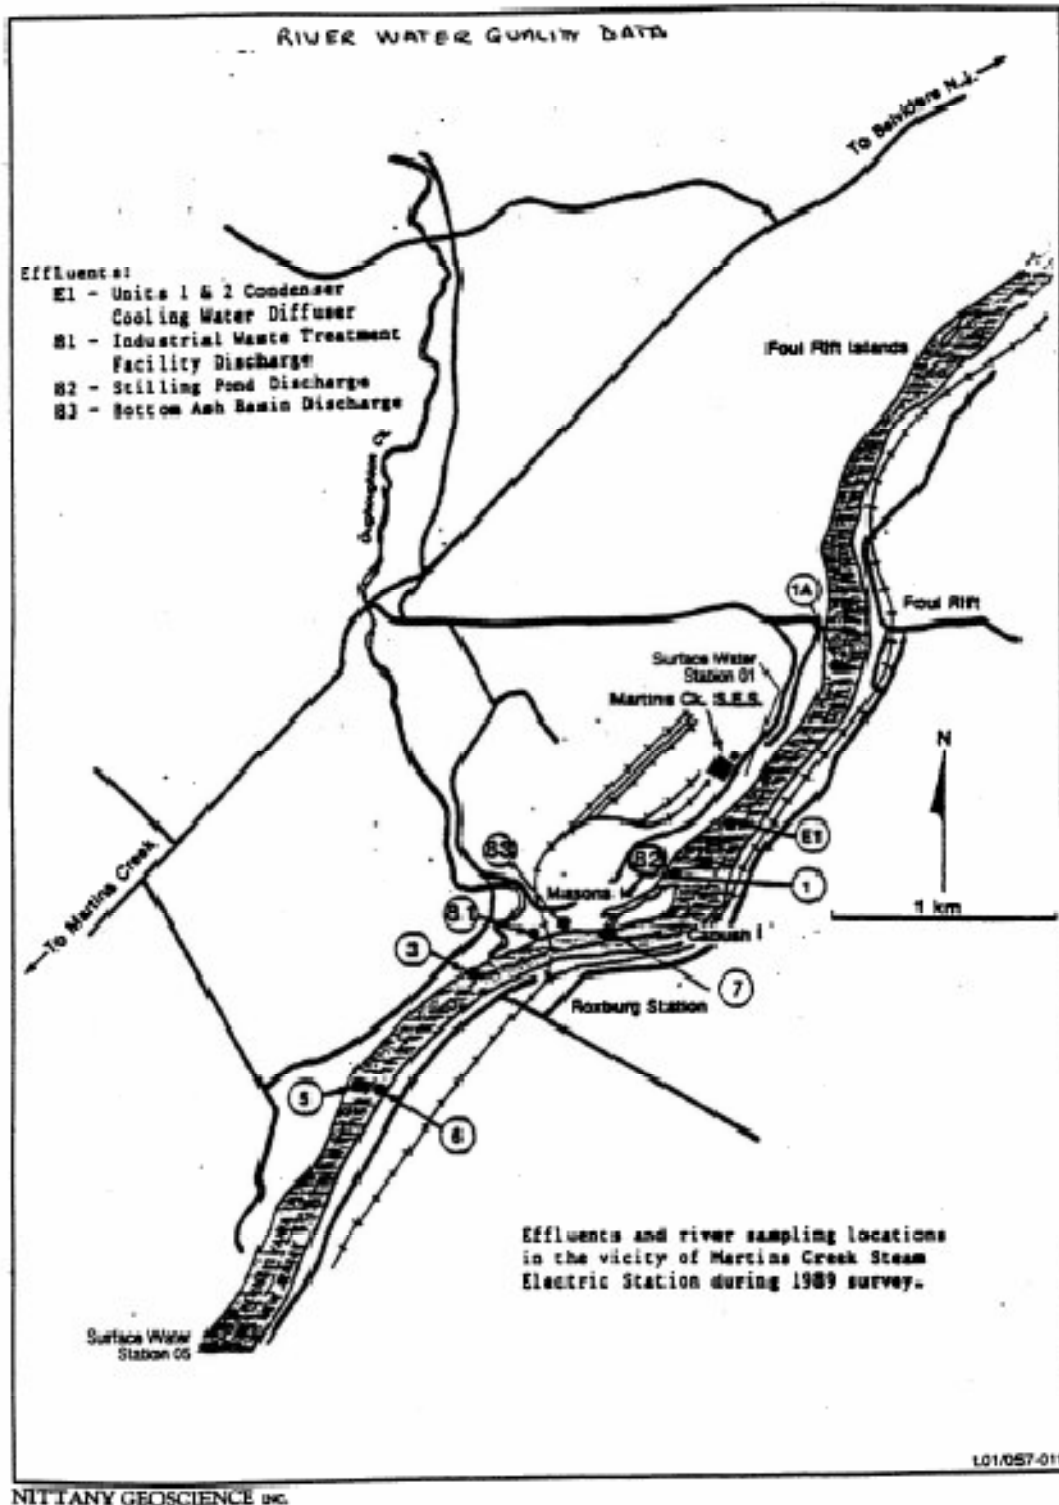 RIVER WATER QUALITY DATA
To Belvidere N.J.
Effluents:
E1 - Units 1 & 2 Condenser
Cooling Water Diffuser
B1 - Industrial Waste Treatment
Facility Discharge
B2 - Stilling Pond Discharge
B3 - Bottom Ash Basin Discharge
Foul Rift Islands
1A
Foul Rift
Surface Water
Station 01
Martins Ck. S.E.S.
N
E1
B3
B2
Masons I
1
1 km
To Martins Creek
B1
3
7
Roxburg Station
5
6
Effluents and river sampling locations
in the vicity of Martins Creek Steam
Electric Station during 1989 survey.
Surface Water
Station 05
L01/057-011
NITTANY GEOSCIENCE INC.